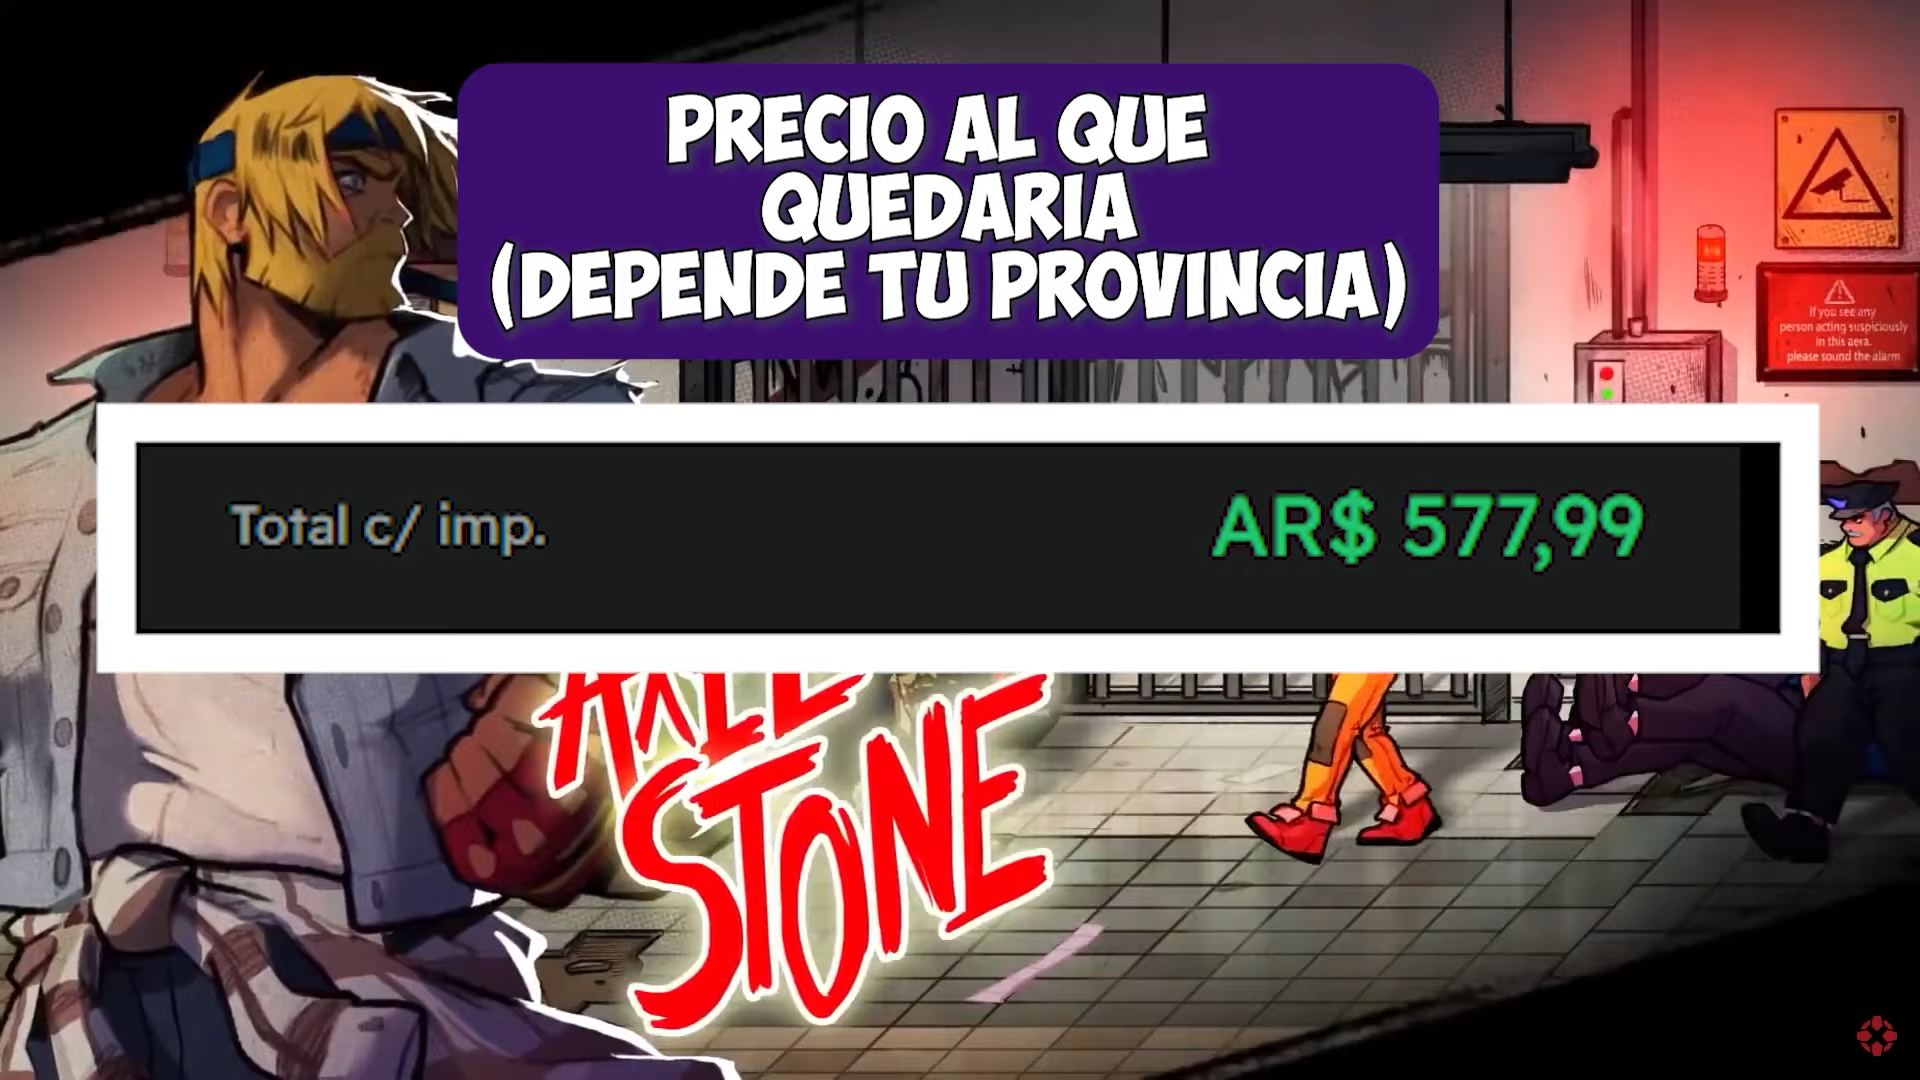 PRECIO AL QUE
QUEDARIA
(DEPENDE TU PROVINCIA)
If you see any
person acting suspiciously
in this aera.
please sound the alarm
Total c/ imp.
AR$ 577,99
STONE